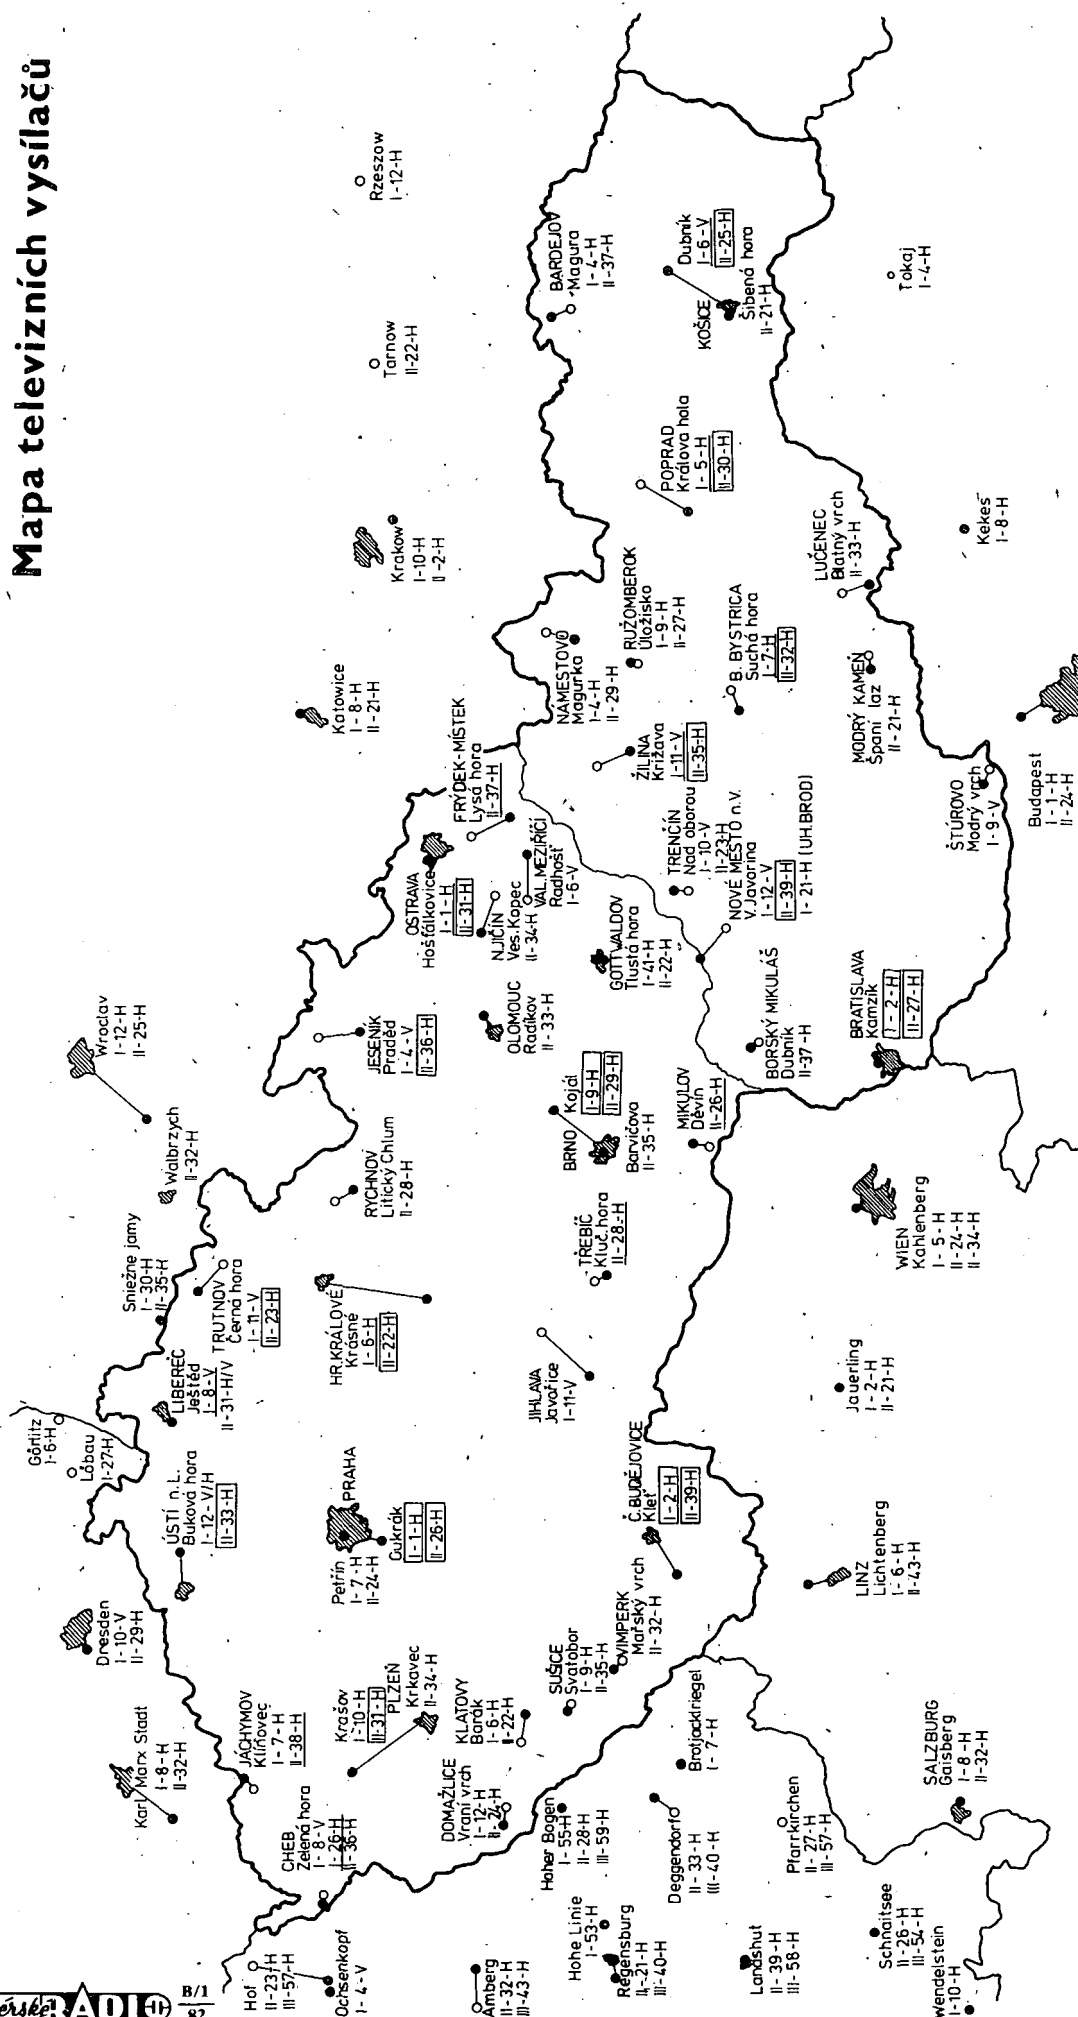 Mapa televizních vysílačů
Görlitz
I-6-H
Löbau
I-27-H
Dresden
I-10-V
II-29-H
Karl Marx Stadt
I-8-H
II-32-H
Wroclav
I-12-H
II-25-H
Walbrzych
II-32-H
Sniežne jamy
I-30-H
II-35-H
Katowice
I-8-H
II-21-H
Krakow
I-10-H
II-2-H
Tarnow
II-22-H
Rzeszow
I-12-H
LIBEREC
Ještěd
I-8-V
II-31-H/V
TRUTNOV
Černá hora
I-11-V
II-23-H
ÚSTÍ n.L.
Buková hora
I-12-V/H
II-33-H
JÁCHYMOV
Klínovec
I-7-H
II-38-H
CHEB
Zelená hora
I-8-V
I-26-H
II-36-H
Hof
II-23-H
III-57-H
Ochsenkopf
I-4-V
Krašov
I-10-H
II-31-H
PLZEŇ
Krkavec
II-34-H
PRAHA
Petřín
I-7-H
II-24-H
Cukrák
I-1-H
II-26-H
HR.KRÁLOVÉ
Krásné
I-6-H
II-22-H
RYCHNOV
Litický Chlum
II-28-H
JESENÍK
Praděd
I-4-V
II-36-H
OSTRAVA
Hošťálkovice
I-1-H
II-31-H
FRÝDEK-MÍSTEK
Lysá hora
II-37-H
N.JIČÍN
Ves.Kopec
II-34-H
VAL.MEZIŘÍČÍ
Radhošť
I-6-V
OLOMOUC
Radíkov
II-33-H
GOTTWALDOV
Tlustá hora
I-41-H
II-22-H
BRNO
Kojál
I-9-H
II-29-H
Barvičova
II-35-H
MIKULOV
Děvín
II-26-H
TŘEBÍČ
Kluč.hora
II-28-H
JIHLAVA
Javořice
I-11-V
Č.BUDĚJOVICE
Kleť
I-2-H
II-39-H
VIMPERK
Mařský vrch
II-32-H
SUŠICE
Svatobor
I-9-H
II-35-H
KLATOVY
Barák
I-6-H
II-22-H
DOMAŽLICE
Vraní vrch
I-12-H
II-24-H
Hoher Bogen
I-55-H
II-28-H
III-59-H
Amberg
II-32-H
III-43-H
Hohe Linie
I-53-H
Regensburg
II-21-H
III-40-H
Deggendorf
II-33-H
III-40-H
Brotjacklriegel
I-7-H
Landshut
II-39-H
III-58-H
Pfarrkirchen
II-27-H
III-57-H
Schnaitsee
II-26-H
III-54-H
Wendelstein
I-10-H
SALZBURG
Gaisberg
I-8-H
II-32-H
LINZ
Lichtenberg
I-6-H
II-43-H
Jauerling
I-2-H
II-21-H
WIEN
Kahlenberg
I-5-H
II-24-H
II-34-H
BRATISLAVA
Kamzík
I-2-H
II-27-H
BORSKÝ MIKULÁŠ
Dubník
II-37-H
NOVÉ MĚSTO n.V.
V.Javorina
I-12-V
II-39-H
I-21-H (UH.BROD)
TRENČÍN
Nad oborou
I-10-V
II-23-H
ŽILINA
Križava
I-11-V
II-35-H
NÁMESTOVO
Magurka
I-4-H
II-29-H
RUŽOMBEROK
Úložisko
I-9-H
II-27-H
B. BYSTRICA
Suchá hora
I-7-H
II-32-H
POPRAD
Králova hola
I-5-H
II-30-H
BARDEJOV
Magura
I-4-H
II-37-H
Dubník
I-6-V
II-25-H
KOŠICE
Šibená hora
II-21-H
LUČENEC
Blatný vrch
II-33-H
MODRÝ KAMEŇ
Španí laz
II-21-H
ŠTÚROVO
Modrý vrch
I-9-V
Budapest
I-1-H
II-24-H
Kekeš
I-8-H
Tokaj
I-4-H
RADIO
B/1
82